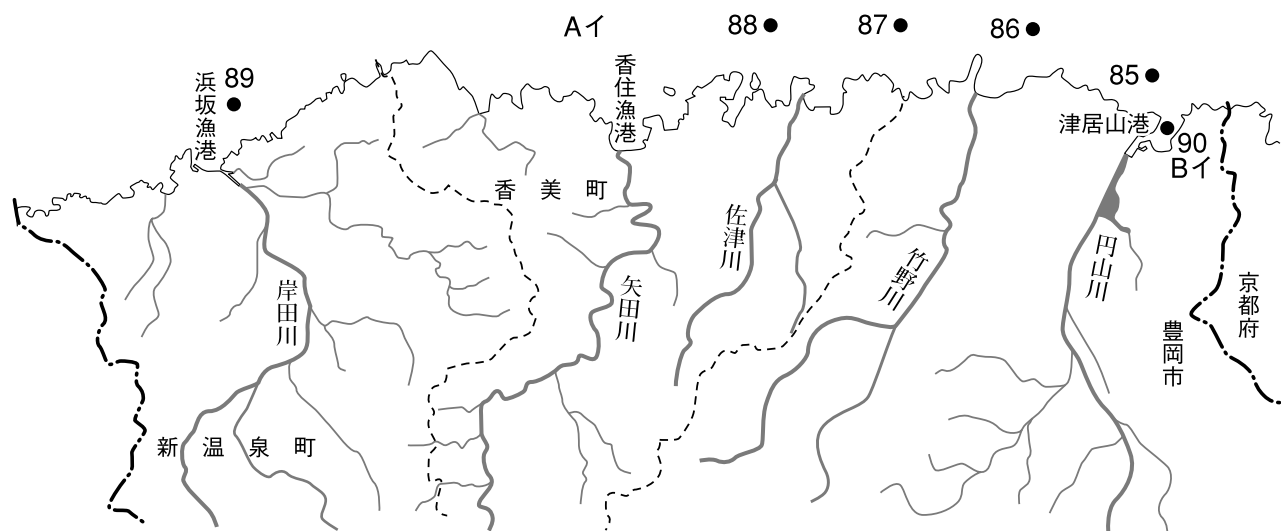 Aイ
88
87
86
85
89
浜坂漁港
香住漁港
津居山港
90
Bイ
香美町
佐津川
竹野川
円山川
岸田川
矢田川
京都府
豊岡市
新温泉町